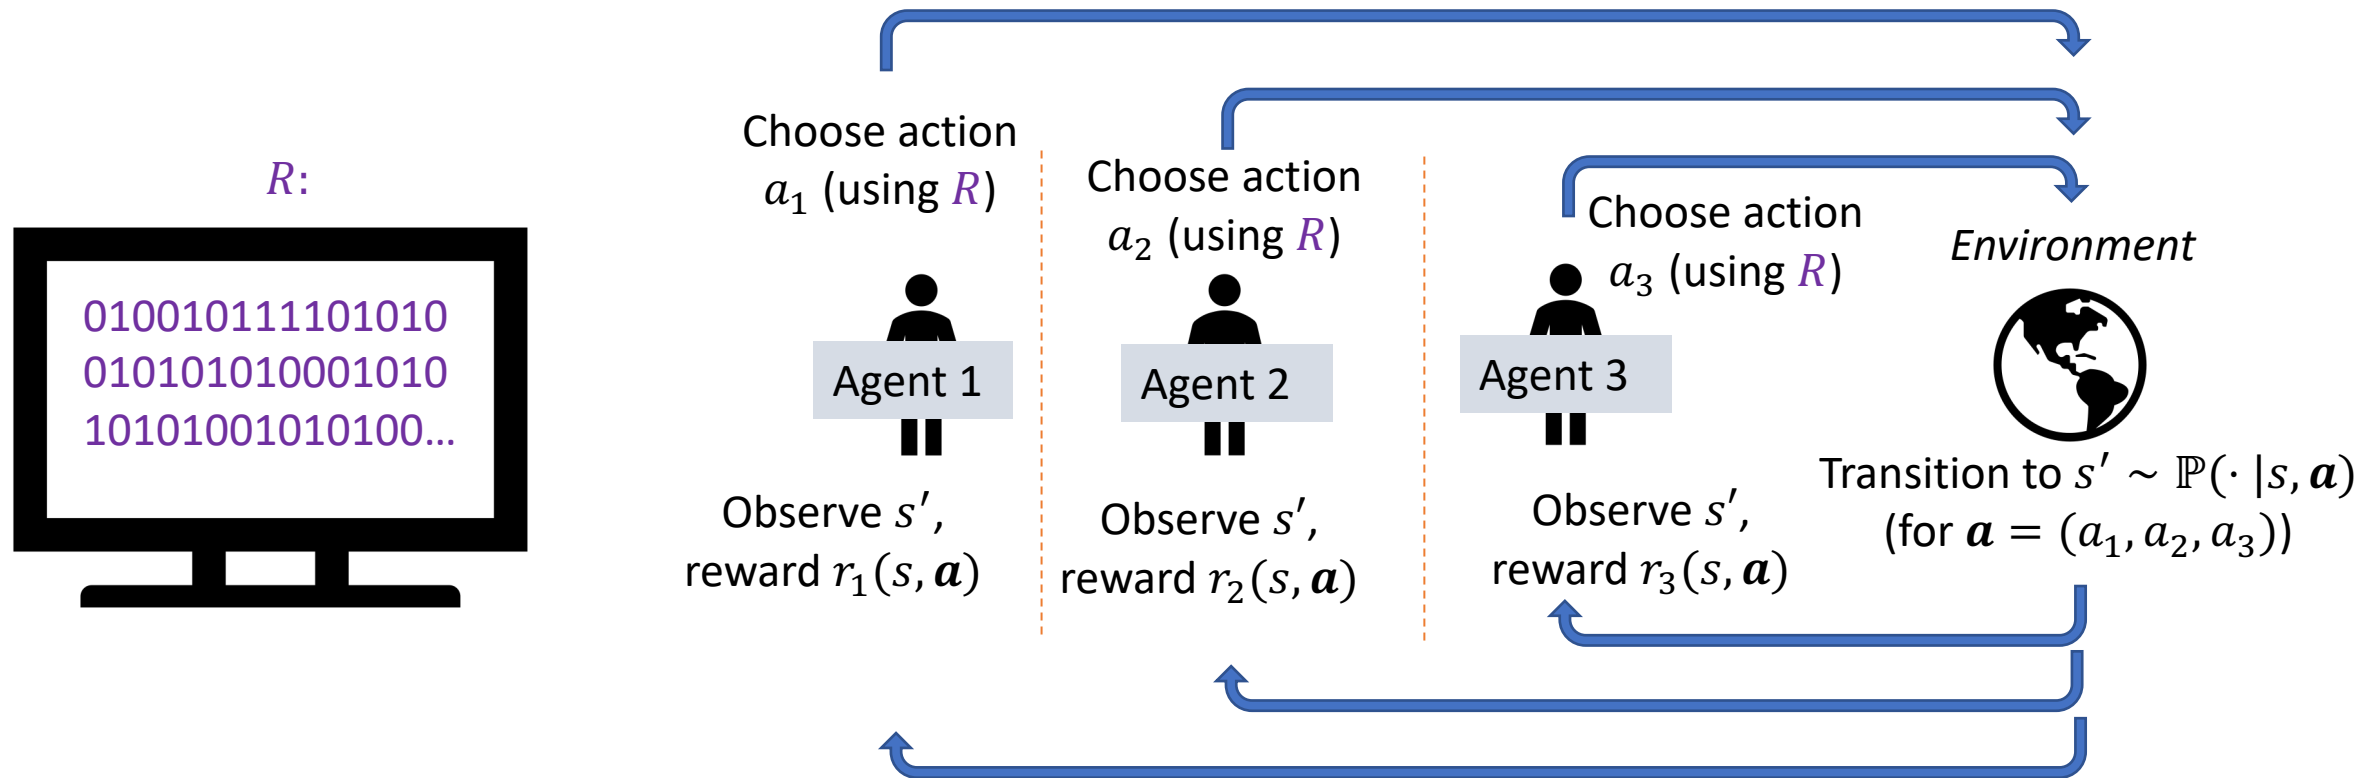 R:
010010111101010
010101010001010
10101001010100...
Choose action
a₁ (using R)
Agent 1
Observe s′,
reward r₁(s, a)
Choose action
a₂ (using R)
Agent 2
Observe s′,
reward r₂(s, a)
Choose action
a₃ (using R)
Agent 3
Observe s′,
reward r₃(s, a)
Environment
Transition to s′ ~ ℙ(· |s, a)
(for a = (a₁, a₂, a₃))